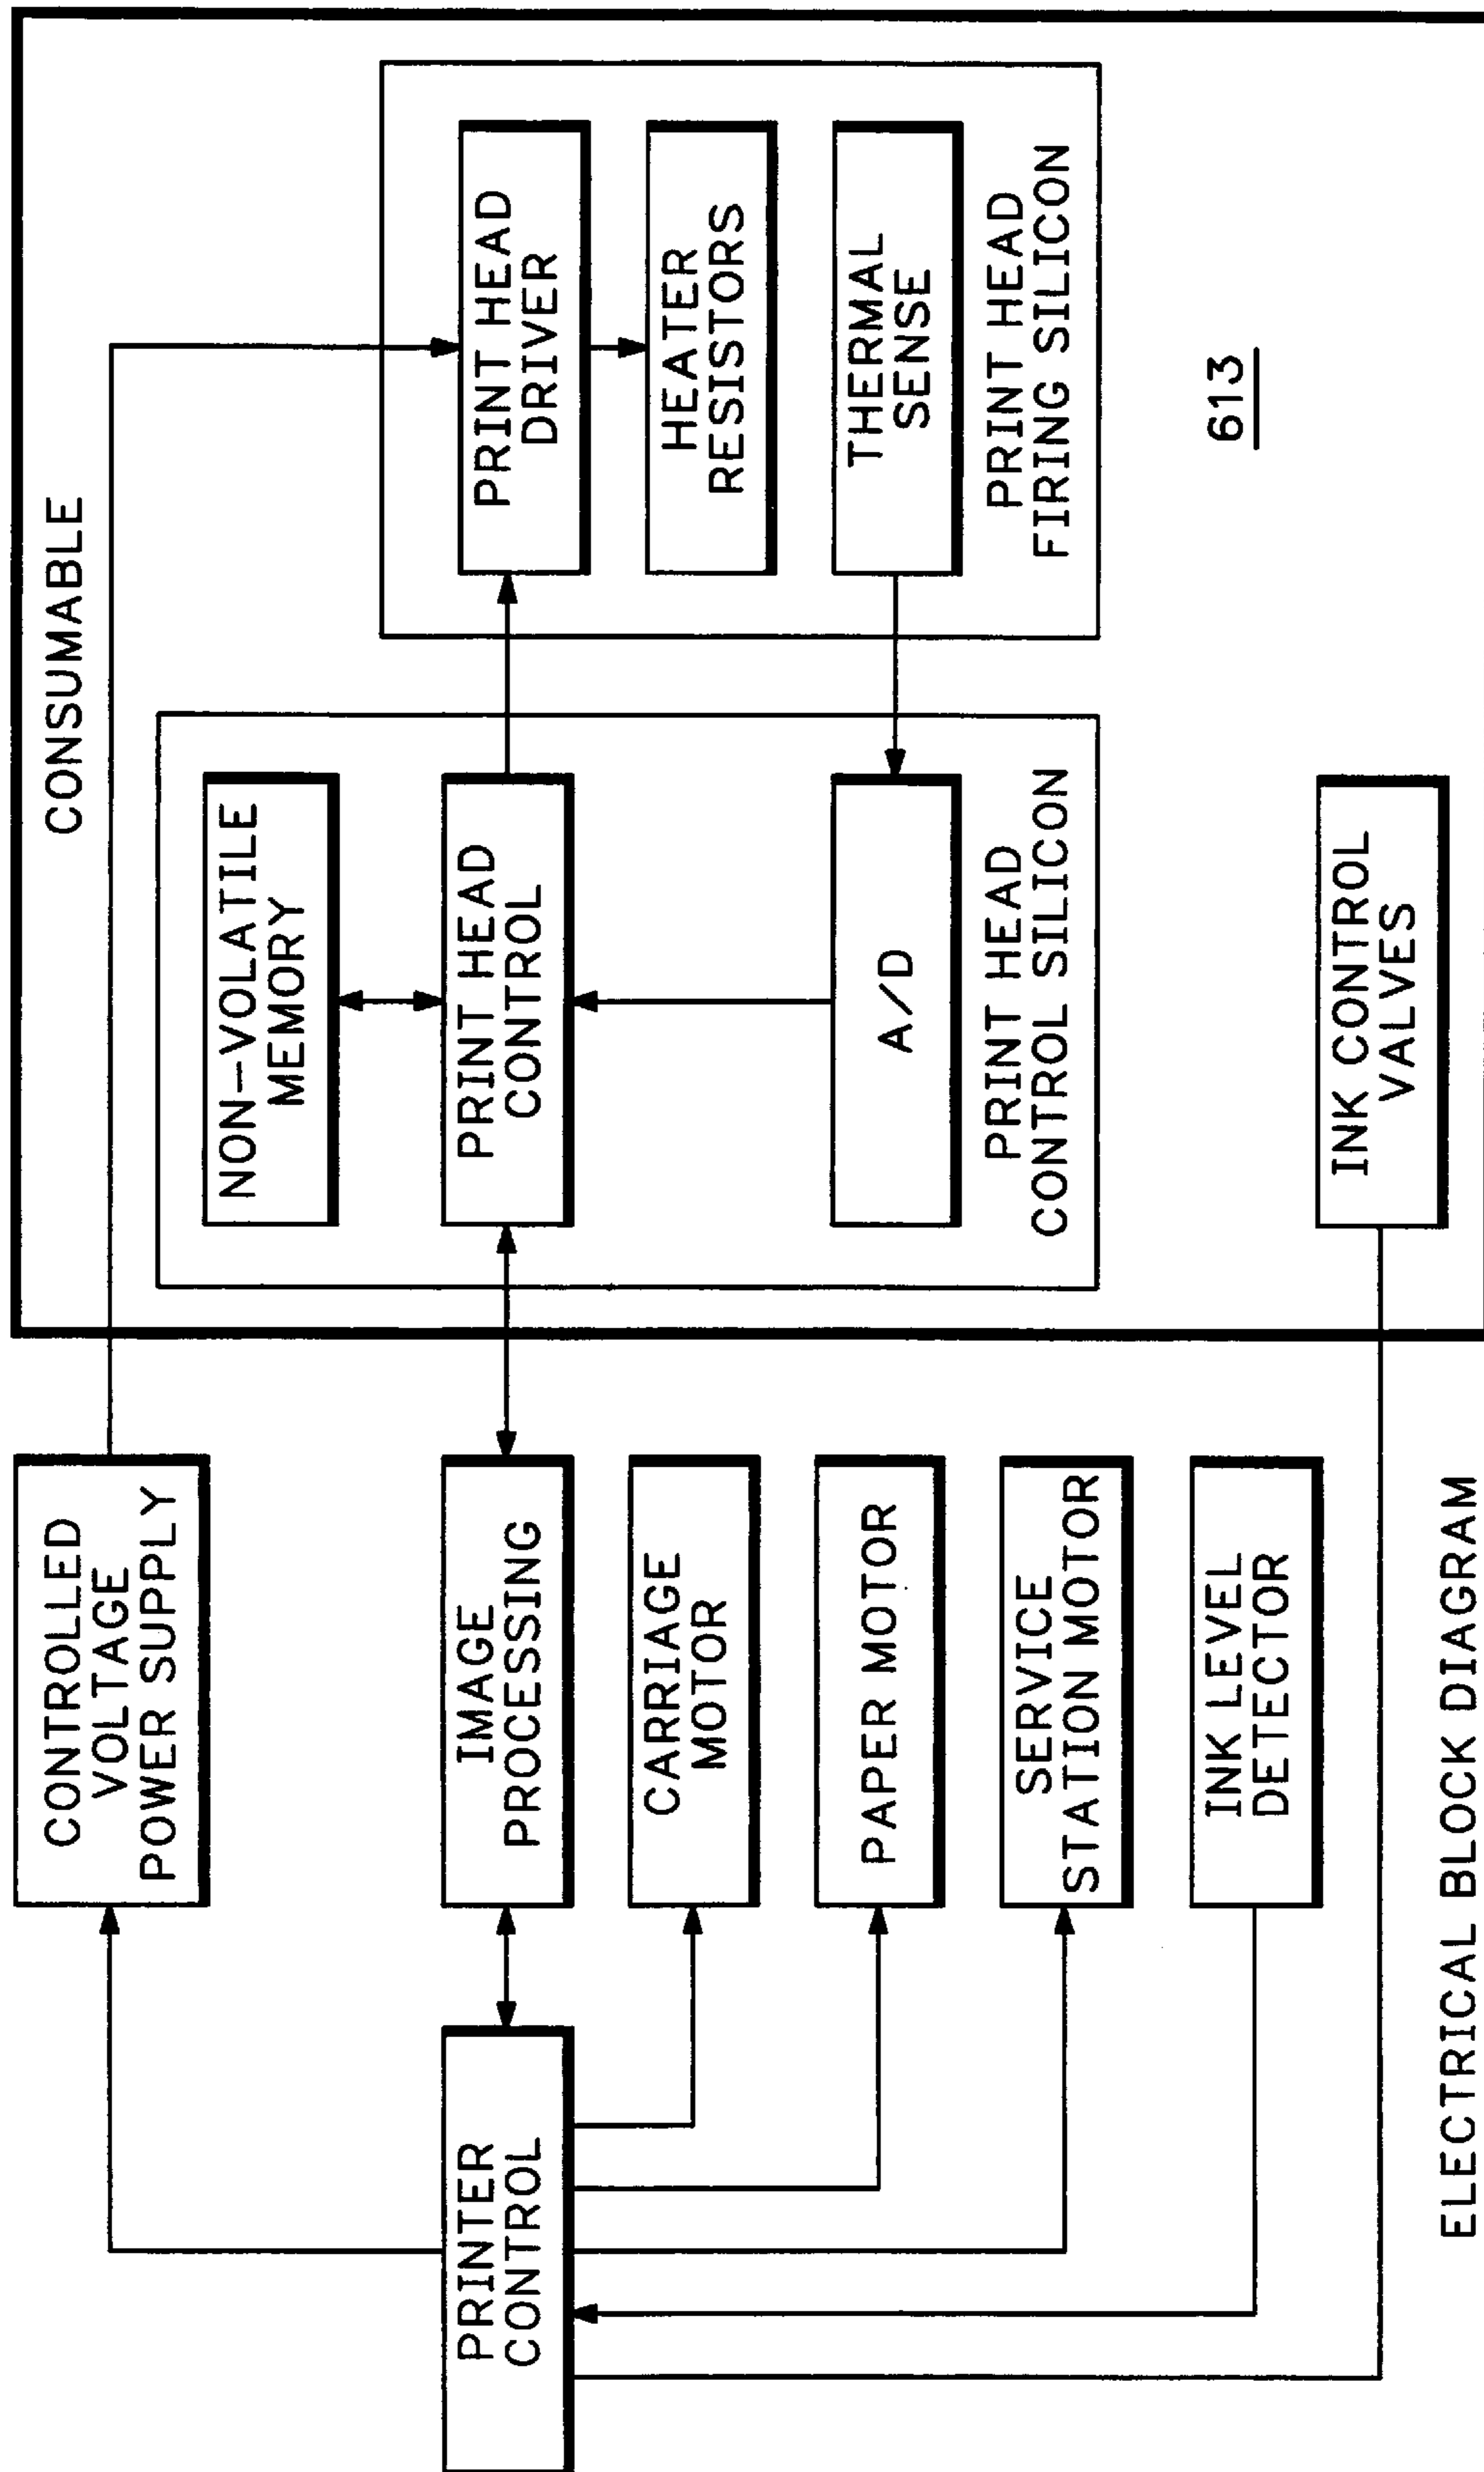 CONSUMABLE
CONTROLLED
VOLTAGE
POWER SUPPLY
NON-VOLATILE
MEMORY
PRINTER
CONTROL
IMAGE
PROCESSING
PRINT HEAD
CONTROL
PRINT HEAD
DRIVER
CARRIAGE
MOTOR
HEATER
RESISTORS
PAPER MOTOR
A/D
THERMAL
SENSE
PRINT HEAD
CONTROL SILICON
PRINT HEAD
FIRING SILICON
SERVICE
STATION MOTOR
INK LEVEL
DETECTOR
613
INK CONTROL
VALVES
ELECTRICAL BLOCK DIAGRAM